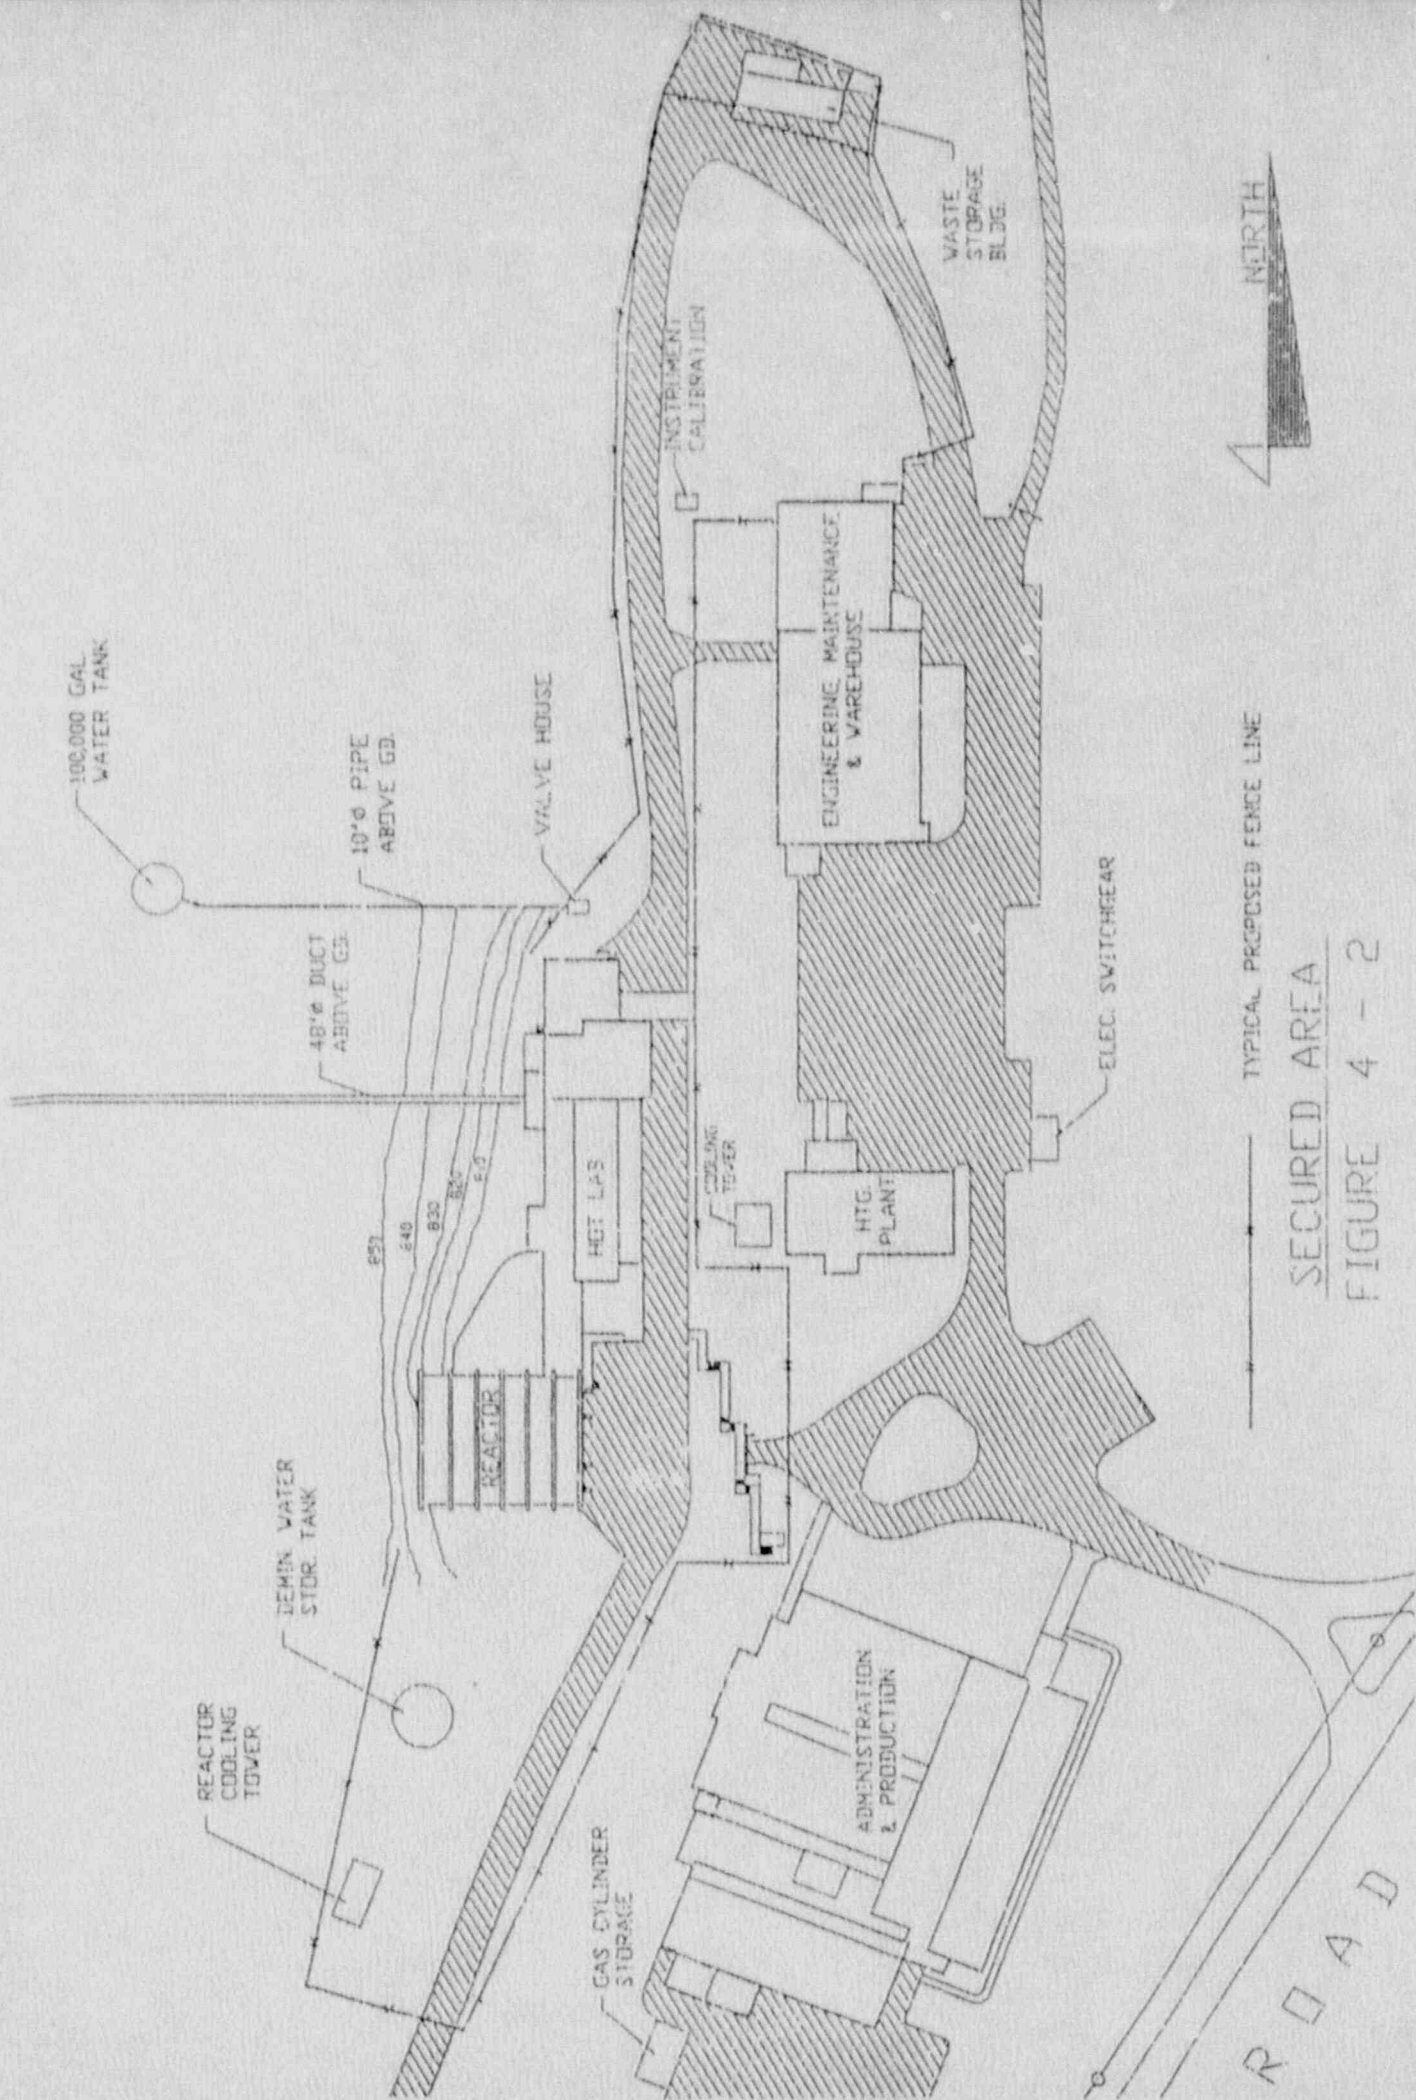 100,000 GAL.
WATER TANK
10"Ø PIPE
ABOVE GD.
48"Ø DUCT
ABOVE GD.
VALVE HOUSE
INSTRUMENT
CALIBRATION
WASTE
STORAGE
BLDG.
NORTH
ENGINEERING, MAINTENANCE
& WAREHOUSE
850
840
830
820
810
HOT LAB
COOLING
TOWER
HTG.
PLANT
ELEC. SWITCHGEAR
REACTOR
DEMIN WATER
STOR. TANK
REACTOR
COOLING
TOWER
GAS CYLINDER
STORAGE
ADMINISTRATION
& PRODUCTION
ROAD
TYPICAL PROPOSED FENCE LINE
SECURED AREA
FIGURE 4 - 2